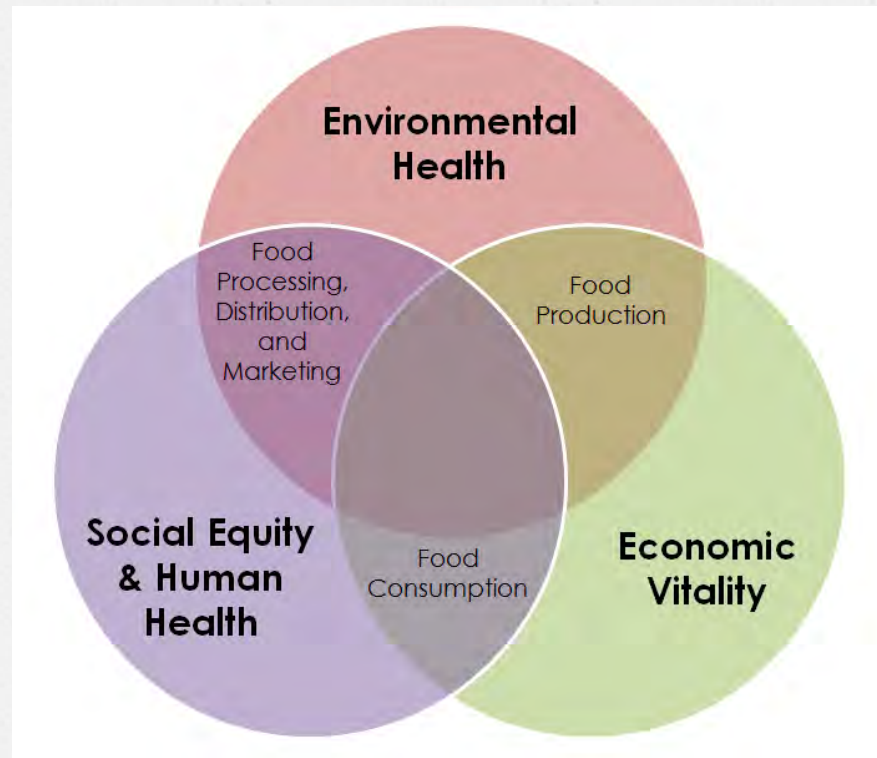 Environmental
Health
Food
Processing,
Distribution,
and
Marketing
Food
Production
Social Equity
& Human
Health
Food
Consumption
Economic
Vitality